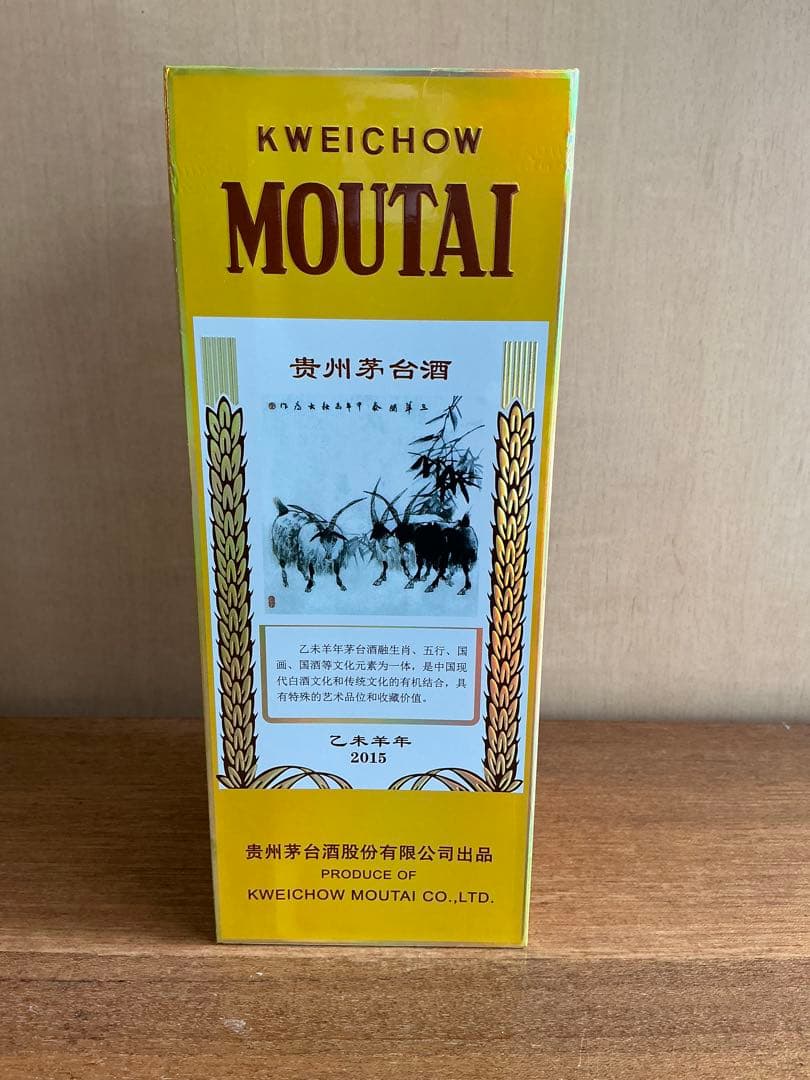 KWEICHOW
MOUTAI
贵州茅台酒
乙未羊年茅台酒融生肖、五行、国
画、国酒等文化元素为一体，是中国现
代白酒文化和传统文化的有机结合，具
有特殊的艺术品位和收藏价值。
乙未羊年
2015
贵州茅台酒股份有限公司出品
PRODUCE OF
KWEICHOW MOUTAI CO.,LTD.